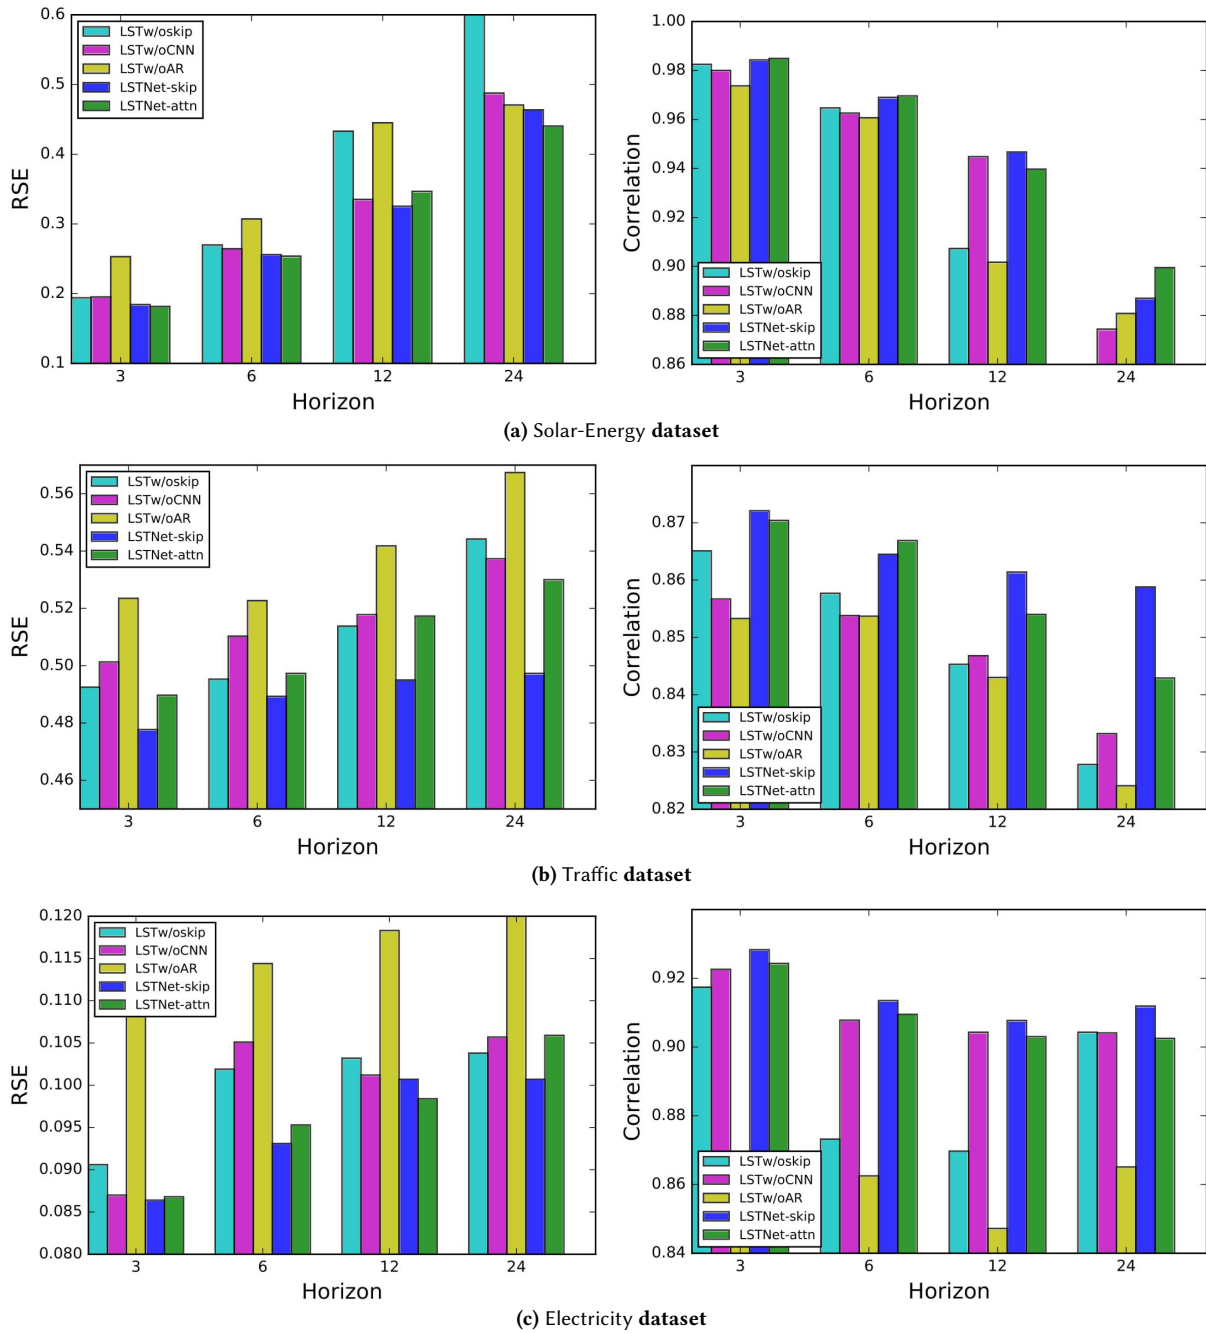 0.6
0.5
0.4
0.3
0.2
0.1
RSE
LSTw/oskip
LSTw/oCNN
LSTw/oAR
LSTNet-skip
LSTNet-attn
3 6 12 24
Horizon
1.00
0.98
0.96
0.94
0.92
0.90
0.88
0.86
Correlation
LSTw/oskip
LSTw/oCNN
LSTw/oAR
LSTNet-skip
LSTNet-attn
3 6 12 24
Horizon
(a) Solar-Energy dataset
0.56
0.54
0.52
0.50
0.48
0.46
RSE
LSTw/oskip
LSTw/oCNN
LSTw/oAR
LSTNet-skip
LSTNet-attn
3 6 12 24
Horizon
0.87
0.86
0.85
0.84
0.83
0.82
Correlation
LSTw/oskip
LSTw/oCNN
LSTw/oAR
LSTNet-skip
LSTNet-attn
3 6 12 24
Horizon
(b) Traffic dataset
0.120
0.115
0.110
0.105
0.100
0.095
0.090
0.085
0.080
RSE
LSTw/oskip
LSTw/oCNN
LSTw/oAR
LSTNet-skip
LSTNet-attn
3 6 12 24
Horizon
0.92
0.90
0.88
0.86
0.84
Correlation
LSTw/oskip
LSTw/oCNN
LSTw/oAR
LSTNet-skip
LSTNet-attn
3 6 12 24
Horizon
(c) Electricity dataset